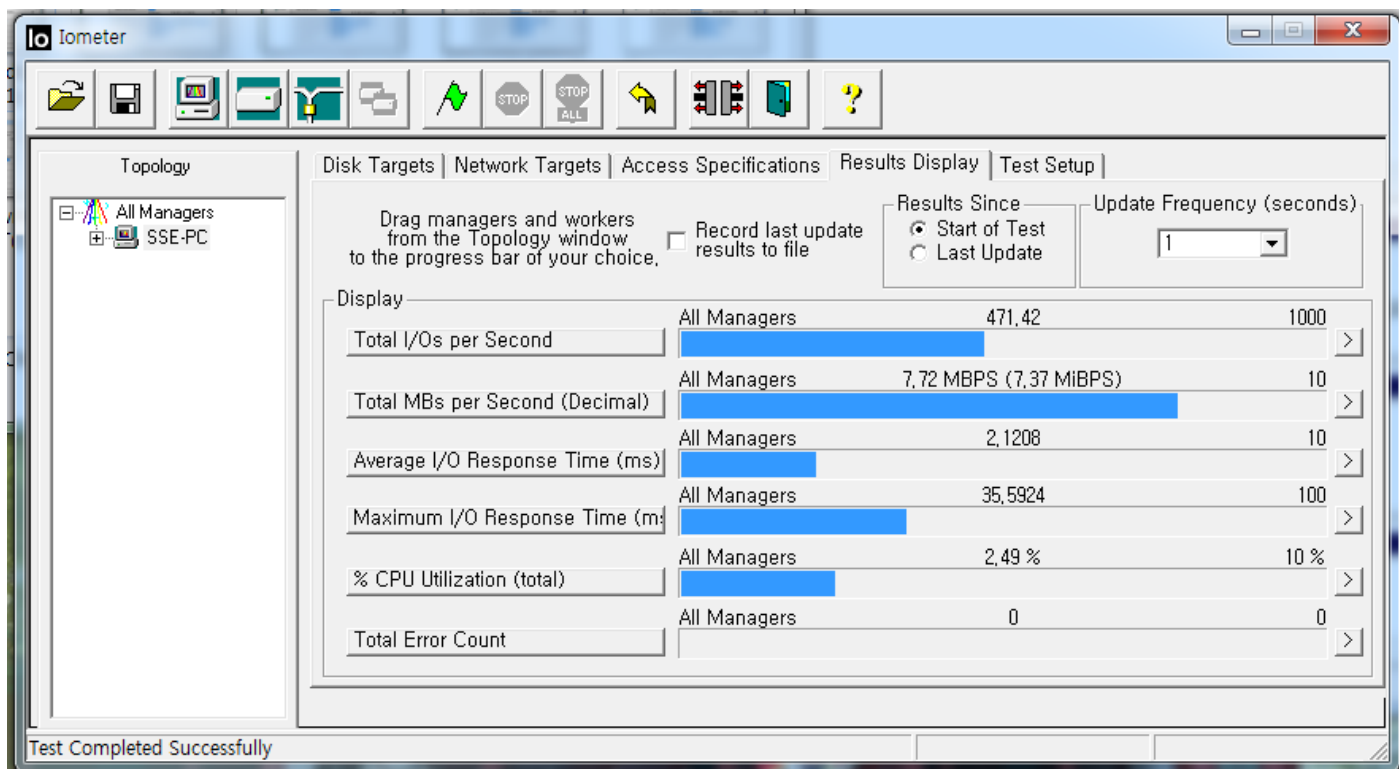 Iometer
STOP
STOP
ALL
Topology
All Managers
SSE-PC
Disk Targets
Network Targets
Access Specifications
Results Display
Test Setup
Drag managers and workers
from the Topology window
to the progress bar of your choice.
Record last update
results to file
Results Since
Start of Test
Last Update
Update Frequency (seconds)
1
Display
All Managers 471.42 1000
Total I/Os per Second
>
All Managers 7.72 MBPS (7.37 MiBPS) 10
Total MBs per Second (Decimal)
>
All Managers 2.1208 10
Average I/O Response Time (ms)
>
All Managers 35.5924 100
Maximum I/O Response Time (m
>
All Managers 2.49 % 10 %
% CPU Utilization (total)
>
All Managers 0 0
Total Error Count
>
Test Completed Successfully